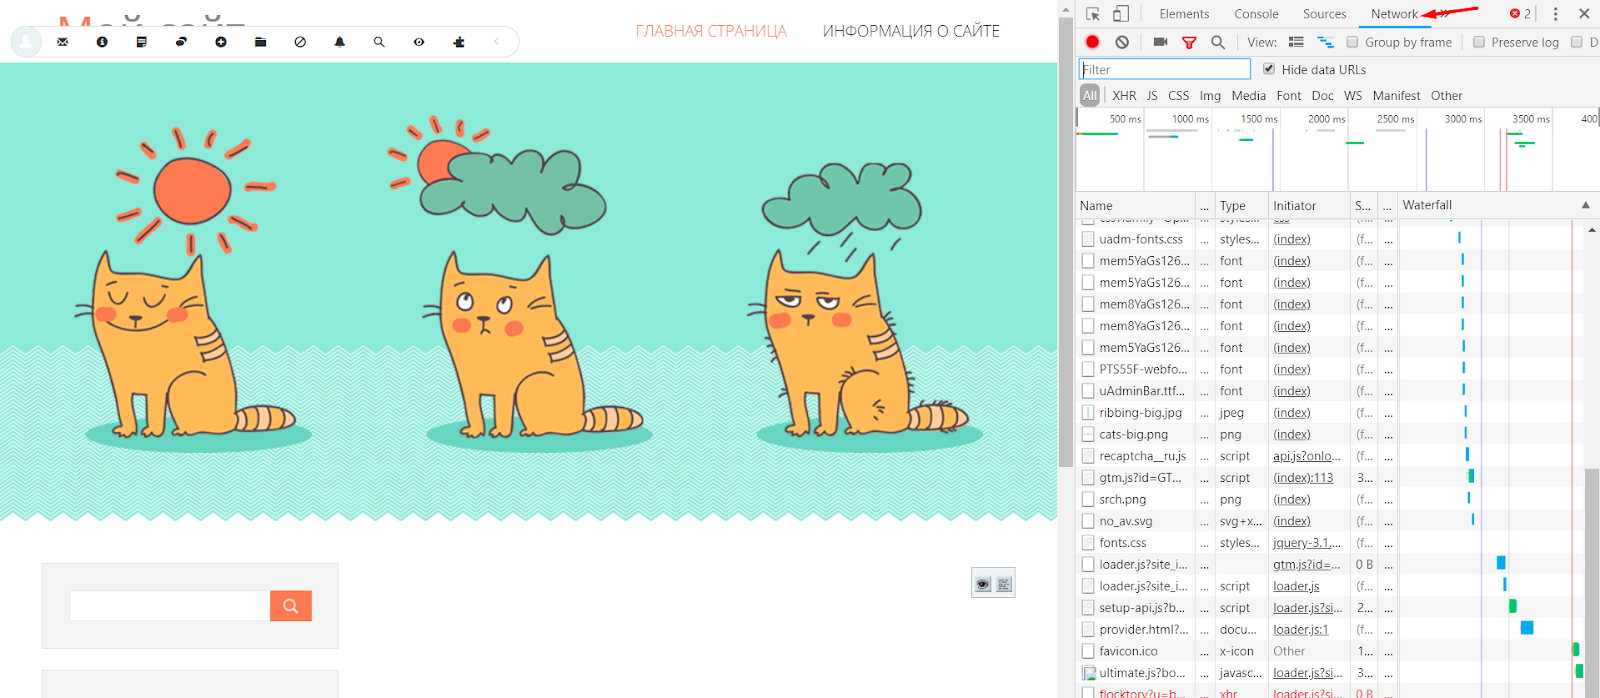 Мой сайт
ГЛАВНАЯ СТРАНИЦА
ИНФОРМАЦИЯ О САЙТЕ
Elements Console Sources Network » 2
View: Group by frame Preserve log D
Filter Hide data URLs
All XHR JS CSS Img Media Font Doc WS Manifest Other
500 ms 1000 ms 1500 ms 2000 ms 2500 ms 3000 ms 3500 ms 400
Name ... Type Initiator S... ... Waterfall
uadm-fonts.css ... styles... (index) (f... ...
mem5YaGs126... ... font (index) (f... ...
mem5YaGs126... ... font (index) (f... ...
mem8YaGs126... ... font (index) (f... ...
mem8YaGs126... ... font (index) (f... ...
mem5YaGs126... ... font (index) (f... ...
PTS55F-webfo... ... font (index) (f... ...
uAdminBar.ttf... ... font (index) (f... ...
ribbing-big.jpg ... jpeg (index) (f... ...
cats-big.png ... png (index) (f... ...
recaptcha__ru.js ... script api.js?onlo... (f... ...
gtm.js?id=GT... ... script (index):113 3... ...
srch.png ... png (index) (f... ...
no_av.svg ... svg+x... (index) (f... ...
fonts.css ... styles... jquery-3.1.... (f... ...
loader.js?site_i... ... gtm.js?id=... 0 B ...
loader.js?site_i... ... script loader.js (f... ...
setup-api.js?b... ... script loader.js?si... 2... ...
provider.html?... ... docu... loader.js:1 (f... ...
favicon.ico ... x-icon Other 1... ...
ultimate.js?bo... ... javasc... loader.js?si... 3... ...
flocktory?u=b... ... xhr loader.js?si... 0 B ...